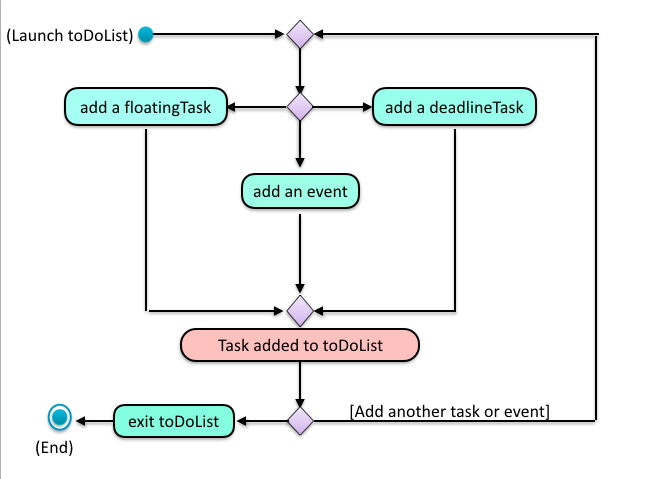 (Launch toDoList)
add a floatingTask
add a deadlineTask
add an event
Task added to toDoList
[Add another task or event]
exit toDoList
(End)